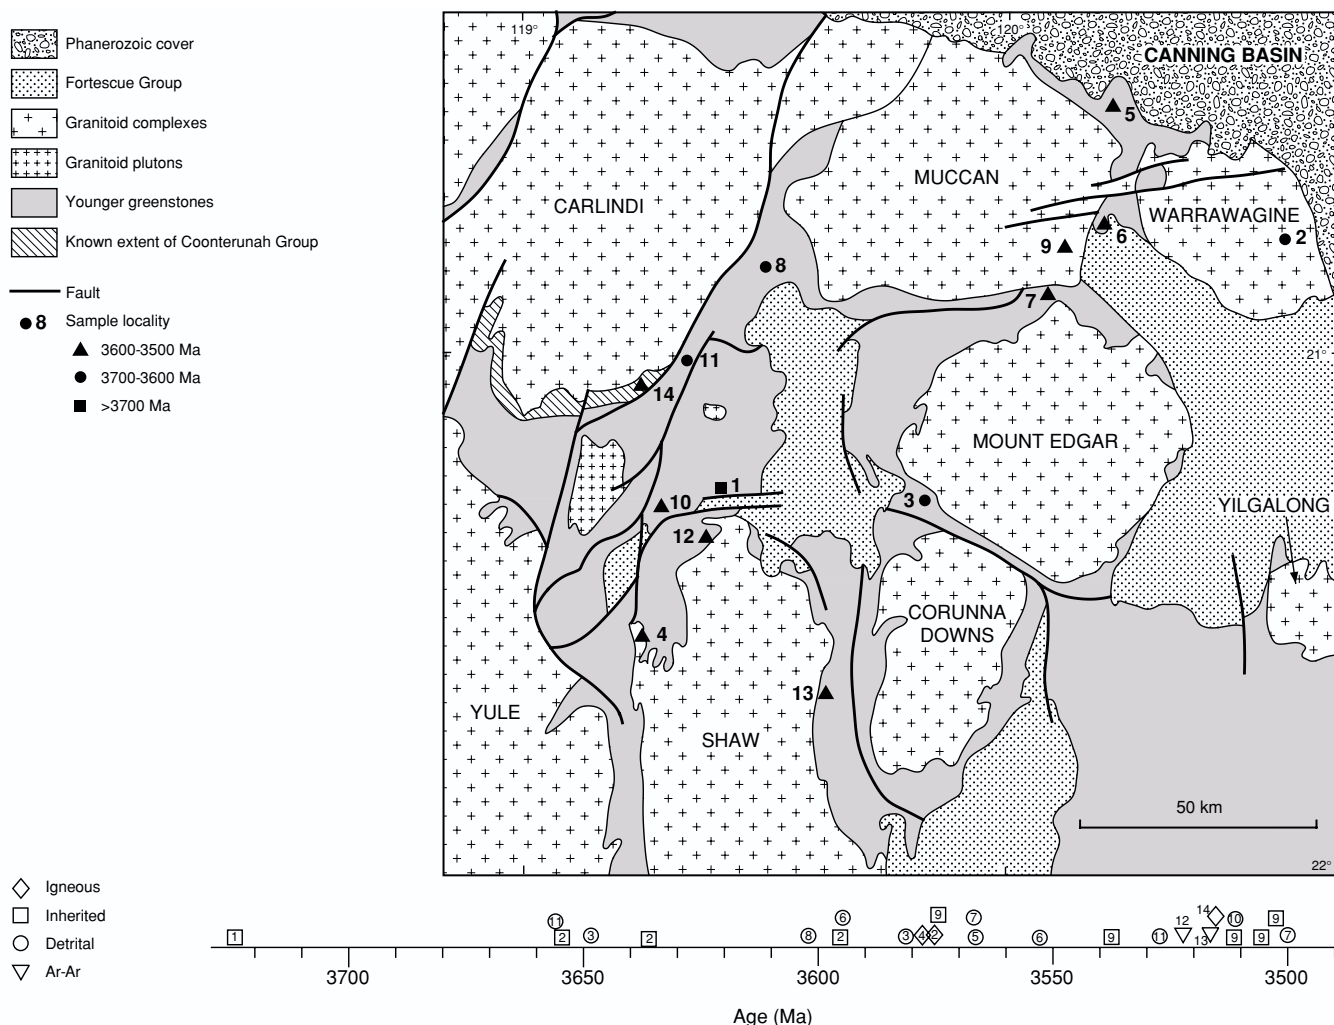 Phanerozoic cover
Fortescue Group
Granitoid complexes
Granitoid plutons
Younger greenstones
Known extent of Coonterunah Group
Fault
8 Sample locality
3600-3500 Ma
3700-3600 Ma
>3700 Ma
119°
120°
CANNING BASIN
5
MUCCAN
CARLINDI
WARRAWAGINE
6
2
9
8
7
21°
11
14
MOUNT EDGAR
1
10
3
YILGALONG
12
CORUNNA
DOWNS
4
13
YULE
SHAW
50 km
22°
Igneous
Inherited
Detrital
Ar-Ar
11 6 9 7 14 10 9
12
1 2 3 2 8 2 3 4 2 5 6 9 11 13 9 9 7
3700 3650 3600 3550 3500
Age (Ma)